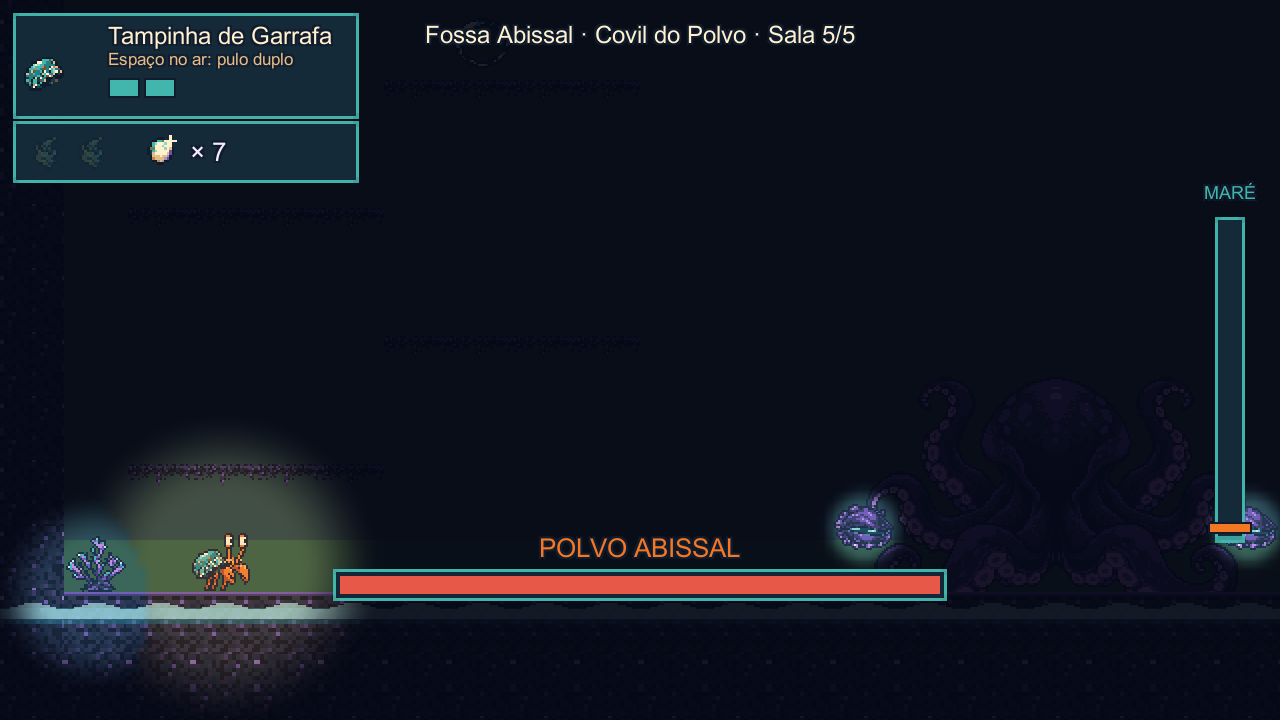 Tampinha de Garrafa
Espaço no ar: pulo duplo
× 7
Fossa Abissal · Covil do Polvo · Sala 5/5
MARÉ
POLVO ABISSAL